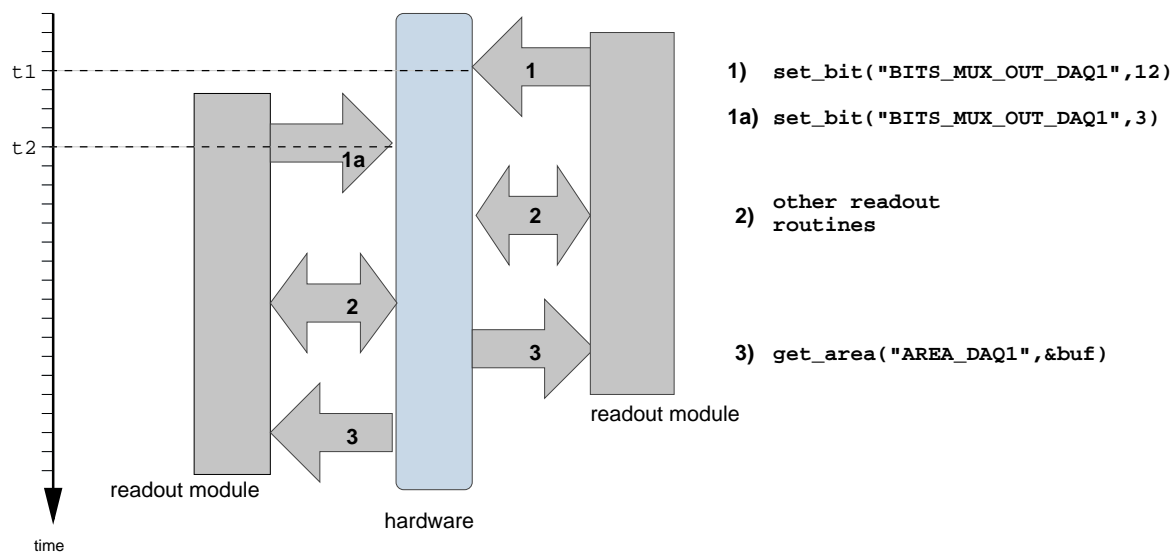 t1
t2
1
1a
2
2
3
3
1) set_bit("BITS_MUX_OUT_DAQ1",12)
1a) set_bit("BITS_MUX_OUT_DAQ1",3)
2) other readout
routines
3) get_area("AREA_DAQ1",&buf)
readout module
readout module
hardware
time